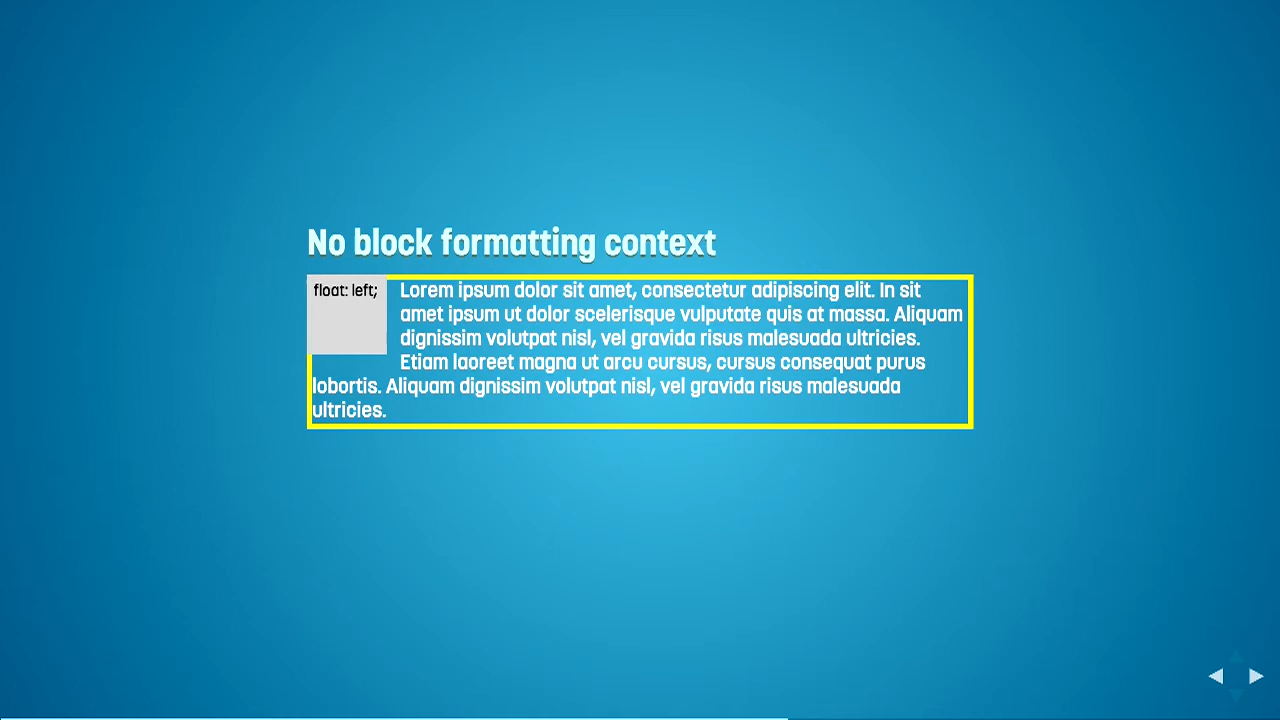 No block formatting context
float: left;
Lorem ipsum dolor sit amet, consectetur adipiscing elit. In sit
amet ipsum ut dolor scelerisque vulputate quis at massa. Aliquam
dignissim volutpat nisl, vel gravida risus malesuada ultricies.
Etiam laoreet magna ut arcu cursus, cursus consequat purus
lobortis. Aliquam dignissim volutpat nisl, vel gravida risus malesuada
ultricies.